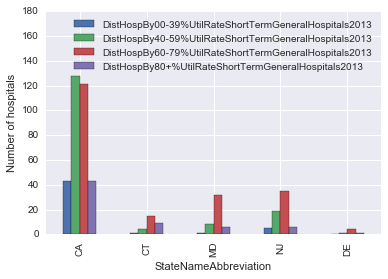 180
160
140
120
100
80
60
40
20
0
Number of hospitals
DistHospBy00-39%UtilRateShortTermGeneralHospitals2013
DistHospBy40-59%UtilRateShortTermGeneralHospitals2013
DistHospBy60-79%UtilRateShortTermGeneralHospitals2013
DistHospBy80+%UtilRateShortTermGeneralHospitals2013
CA
CT
MD
NJ
DE
StateNameAbbreviation